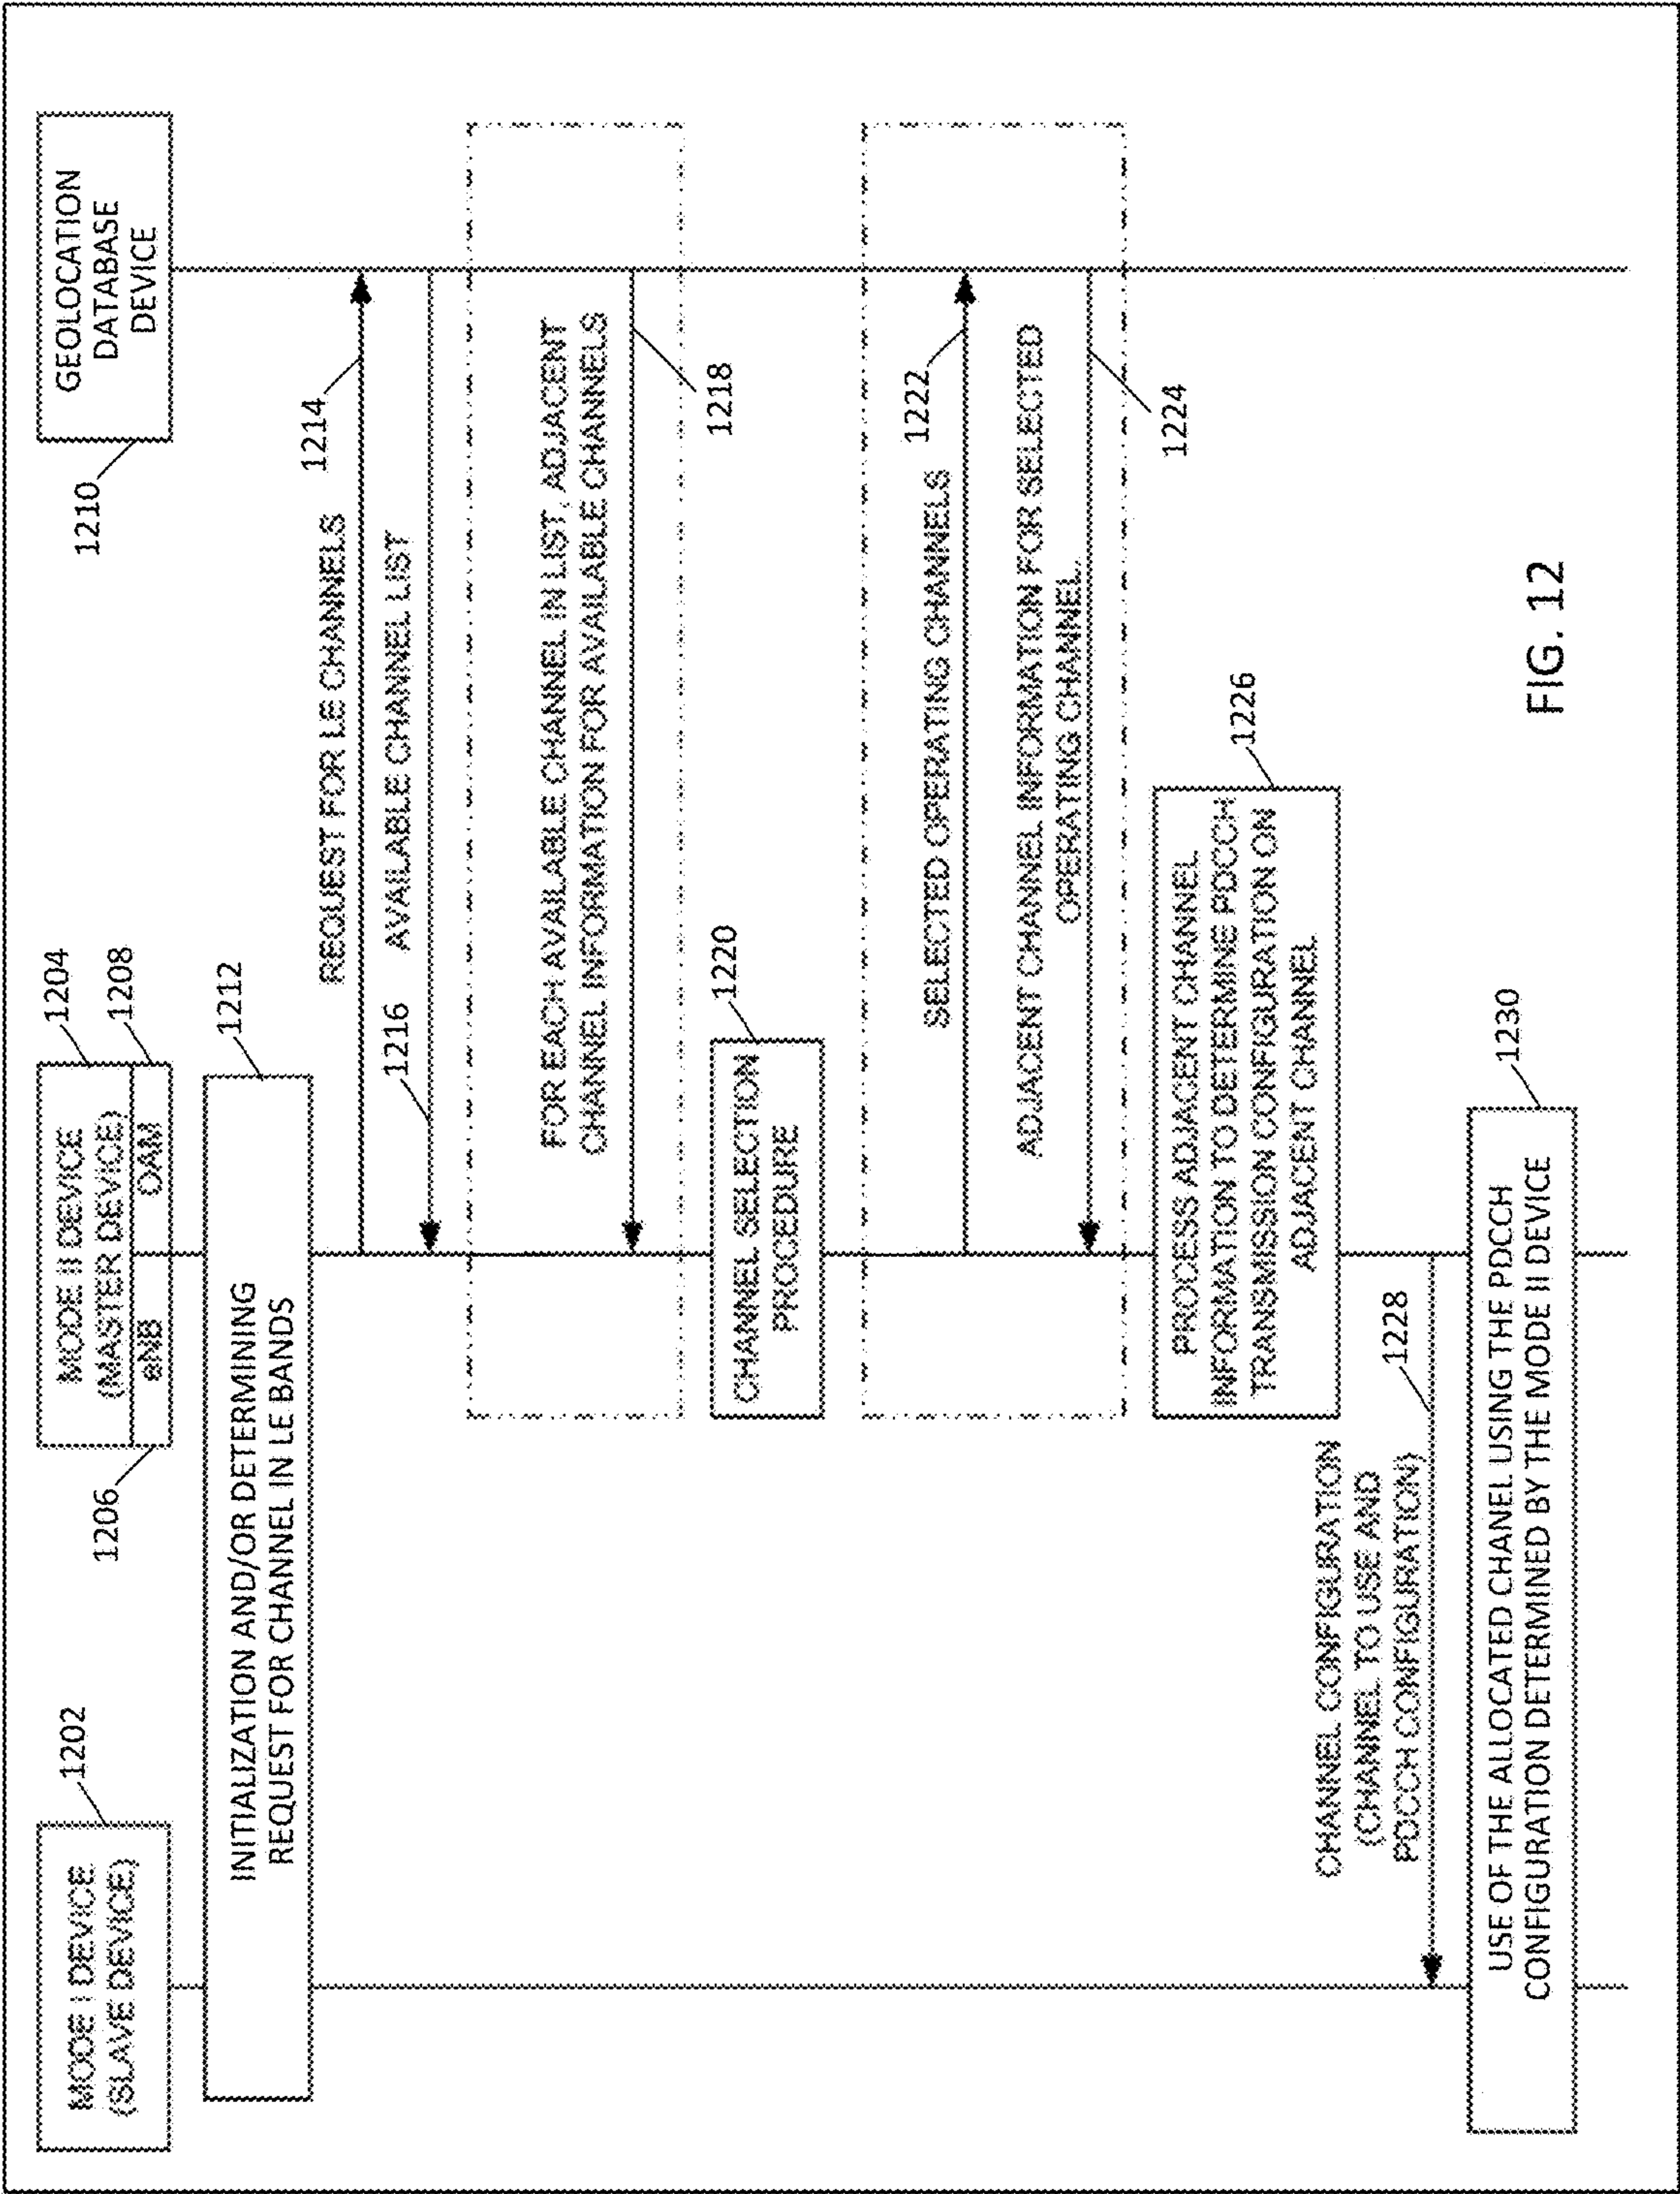 MODE I DEVICE
(SLAVE DEVICE)
1202
MODE II DEVICE
(MASTER DEVICE)
eNB
OAM
1204
1206
1208
GEOLOCATION
DATABASE
DEVICE
1210
INITIALIZATION AND/OR DETERMINING
REQUEST FOR CHANNEL IN LE BANDS
1212
REQUEST FOR LE CHANNELS
1214
1216
AVAILABLE CHANNEL LIST
FOR EACH AVAILABLE CHANNEL IN LIST, ADJACENT
CHANNEL INFORMATION FOR AVAILABLE CHANNELS
1218
CHANNEL SELECTION
PROCEDURE
1220
SELECTED OPERATING CHANNELS
1222
ADJACENT CHANNEL INFORMATION FOR SELECTED
OPERATING CHANNEL.
1224
PROCESS ADJACENT CHANNEL
INFORMATION TO DETERMINE PDCCH
TRANSMISSION CONFIGURATION ON
ADJACENT CHANNEL
1226
CHANNEL CONFIGURATION
(CHANNEL TO USE AND
PDCCH CONFIGURATION)
1228
USE OF THE ALLOCATED CHANEL USING THE PDCCH
CONFIGURATION DETERMINED BY THE MODE II DEVICE
1230
FIG. 12